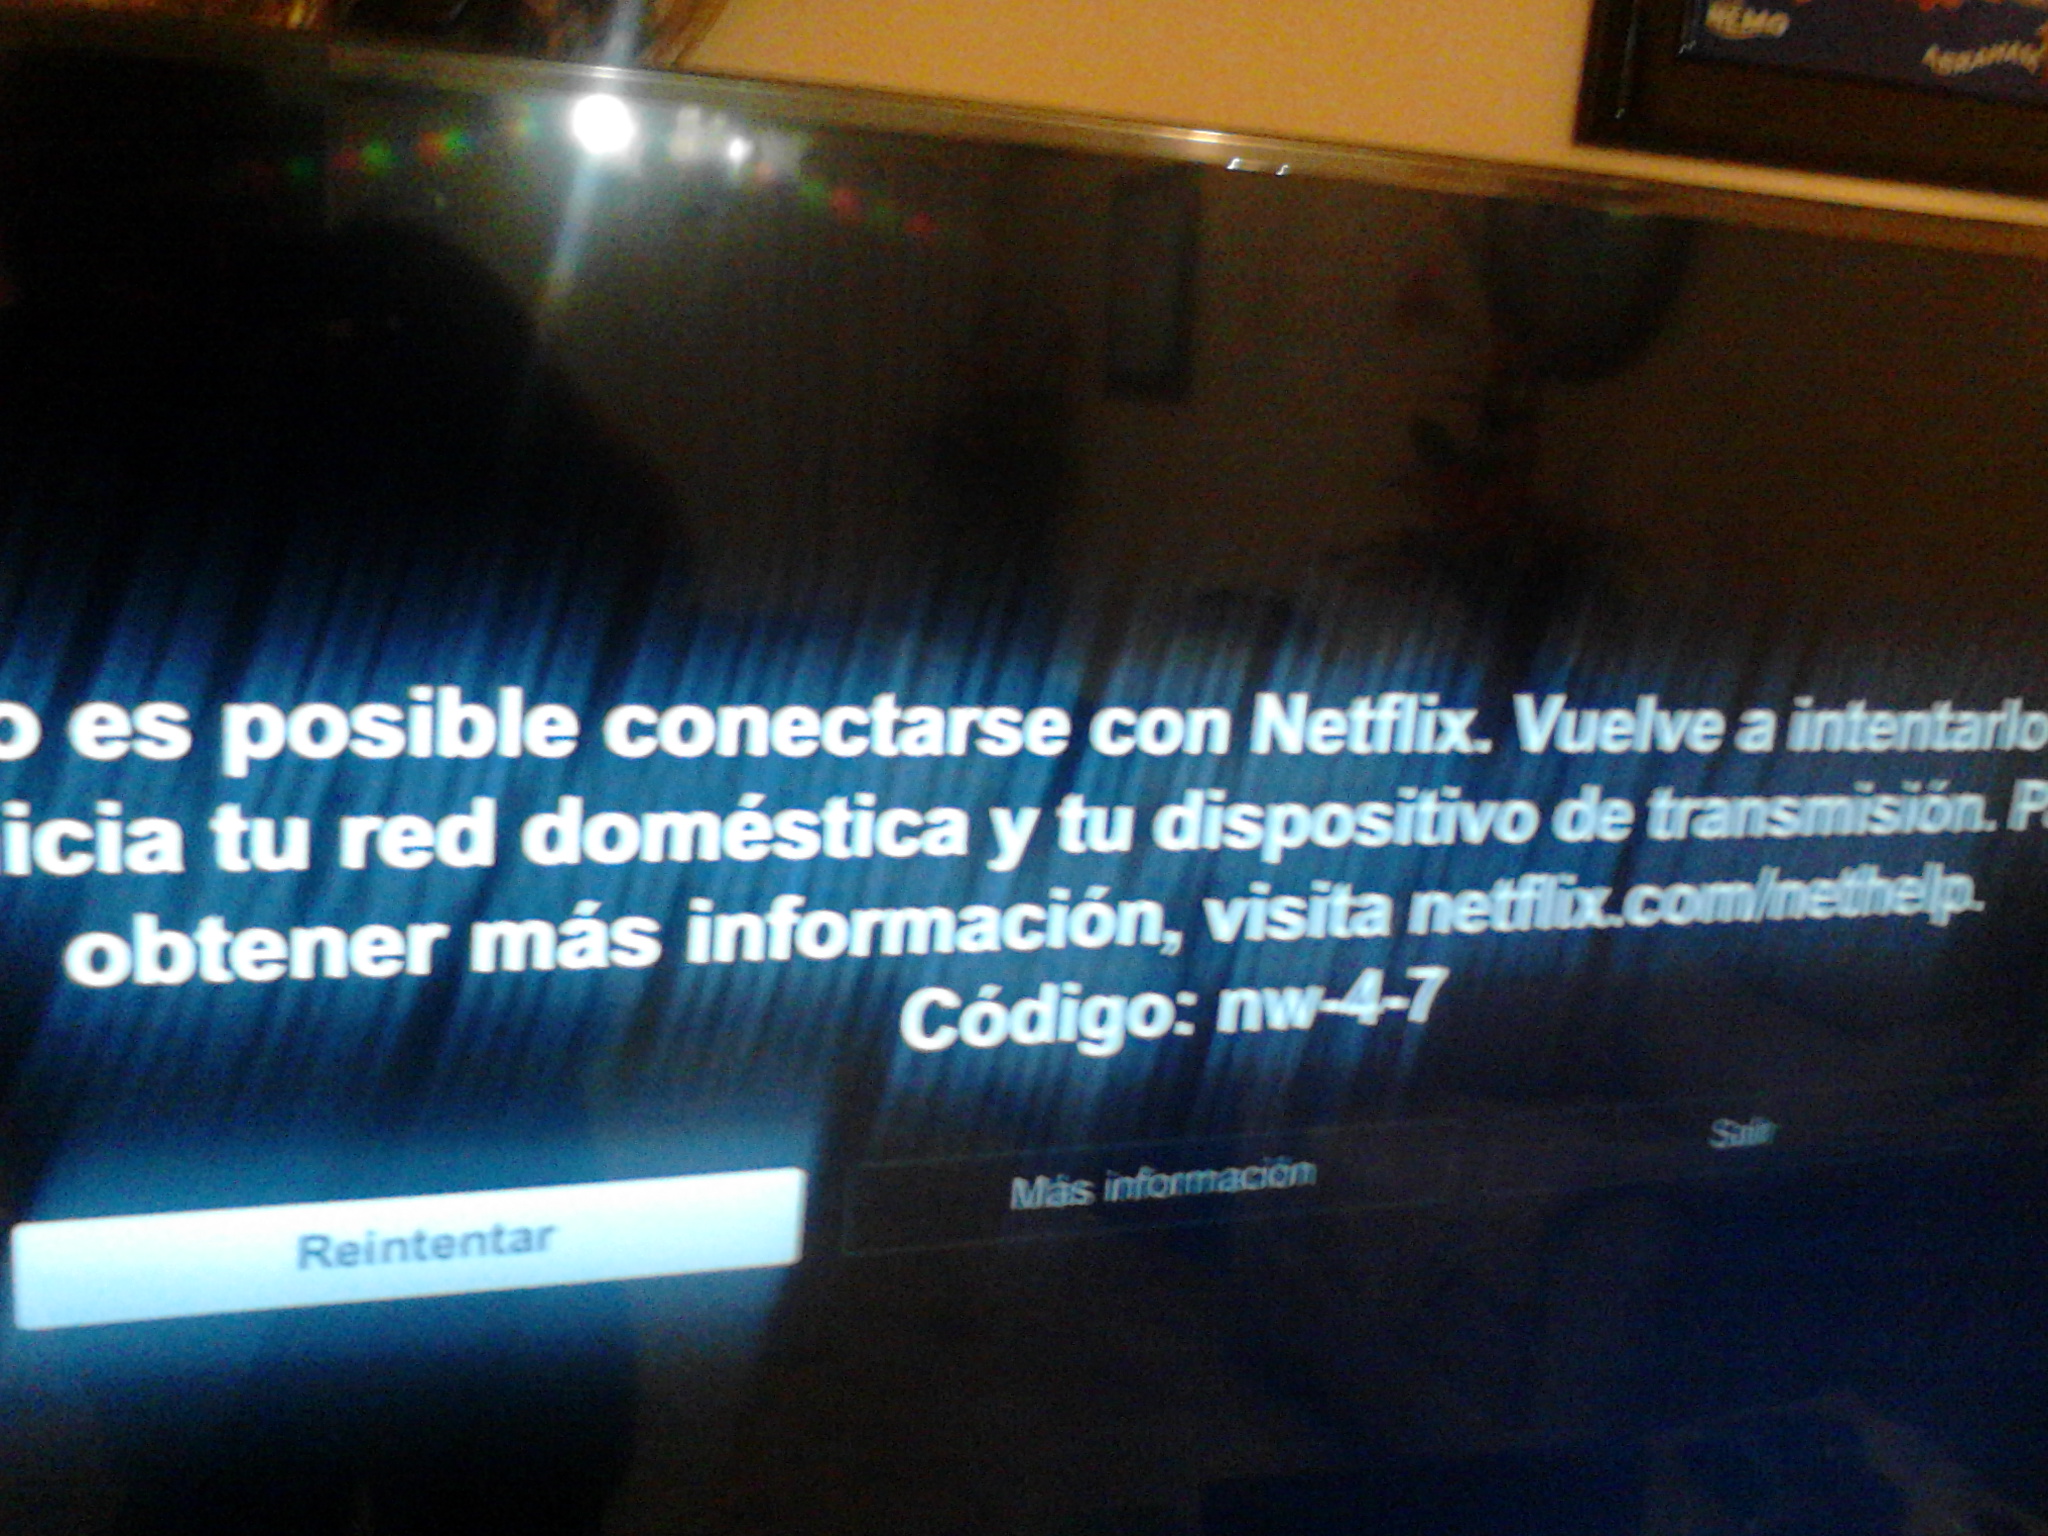 NEMO
o es posible conectarse con Netflix. Vuelve a intentarlo
icia tu red doméstica y tu dispositivo de transmisión. P
obtener más información, visita netflix.com/nethelp.
Código: nw-4-7
Reintentar
Más información
Salir